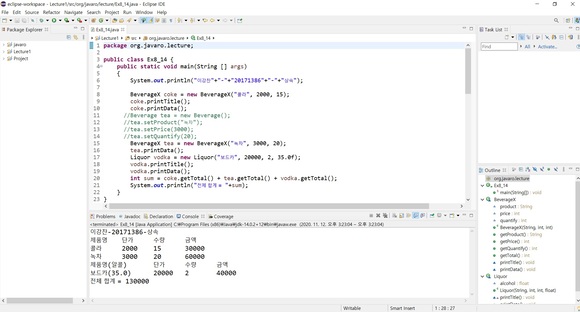 eclipse-workspace - Lecture1/src/org/javaro/lecture/Ex8_14.java - Eclipse IDE
File Edit Source Refactor Navigate Search Project Run Window Help
Package Explorer
javaro
Lecture1
Project
Ex8_14.java
Lecture1 src org.javaro.lecture Ex8_14
1 package org.javaro.lecture;
2
3 public class Ex8_14 {
4 public static void main(String [] args)
5 {
6 System.out.println("이강찬"+"-"+"20171386"+"-"+"상속");
7
8 BeverageX coke = new BeverageX("콜라", 2000, 15);
9 coke.printTitle();
10 coke.printData();
11 //Beverage tea = new Beverage();
12 //tea.setProduct("녹차");
13 //tea.setPrice(3000);
14 //tea.setQuantify(20);
15 BeverageX tea = new BeverageX("녹차", 3000, 20);
16 tea.printData();
17 Liquor vodka = new Liquor("보드카", 20000, 2, 35.0f);
18 vodka.printTitle();
19 vodka.printData();
20 int sum = coke.getTotal() + tea.getTotal() + vodka.getTotal();
21 System.out.println("전체 합계 = "+sum);
22 }
23 }
Problems Javadoc Declaration Console Coverage
<terminated> Ex8_14 [Java Application] C:\Program Files (x86)\Java\jdk-14.0.2+12\bin\javaw.exe (2020. 11. 12. 오후 3:23:04 – 오후 3:23:04)
이강찬-20171386-상속
제품명 단가 수량 금액
콜라 2000 15 30000
녹차 3000 20 60000
제품명(알콜) 단가 수량 금액
보드카(35.0) 20000 2 40000
전체 합계 = 130000
Task List
Find All Activate...
Outline
org.javaro.lecture
Ex8_14
main(String[]) : void
BeverageX
product : String
price : int
quantify : int
BeverageX(String, int, int)
getProduct() : String
getPrice() : int
getQuantify() : int
getTotal() : int
printTitle() : void
printData() : void
Liquor
alcohol : float
Liquor(String, int, int, float)
printTitle() : void
printData() : void
Writable Smart Insert 1 : 28 : 27